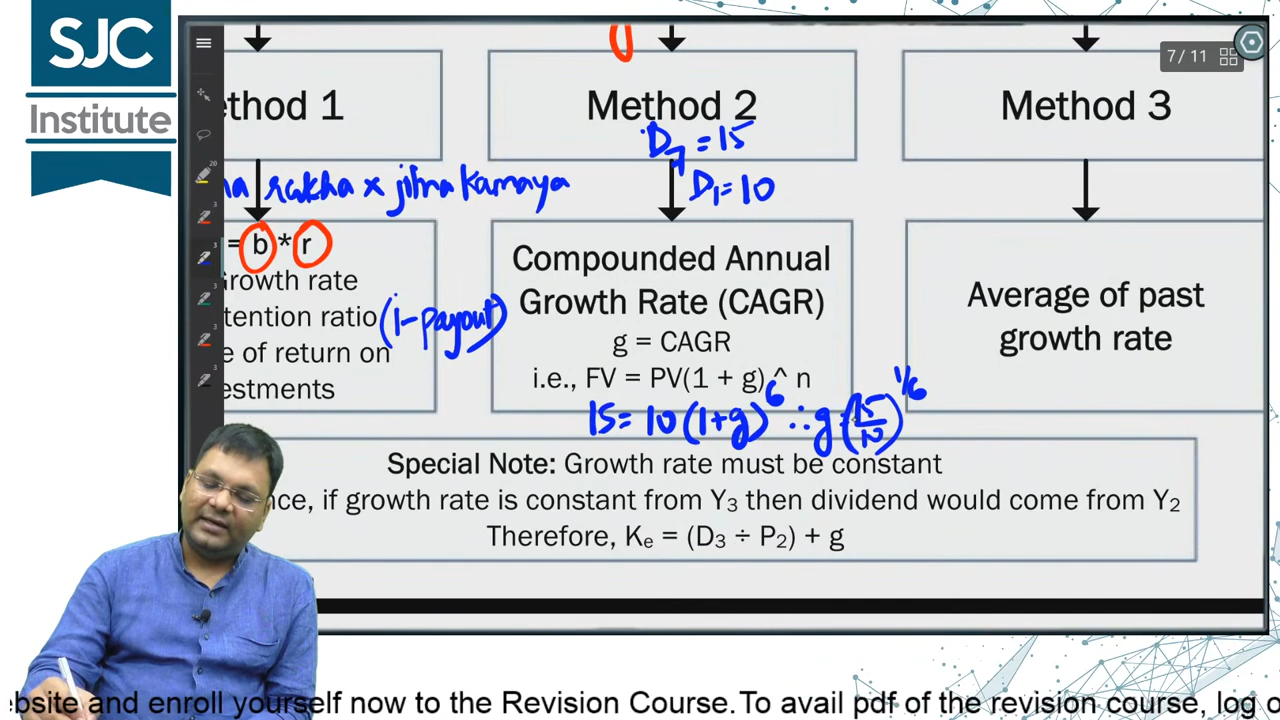 SJC
Institute
7 / 11
ethod 1
Method 2
Method 3
D7 = 15
D1 = 10
rakha x jitna kamaya
= b * r
Growth rate
tention ratio (1 - payout)
e of return on
estments
Compounded Annual
Growth Rate (CAGR)
g = CAGR
i.e., FV = PV(1 + g) ^ n
15 = 10 (1+g)^6 ∴ g = (15/10)^1/6
Average of past
growth rate
Special Note: Growth rate must be constant
nce, if growth rate is constant from Y₃ then dividend would come from Y₂
Therefore, Kₑ = (D₃ ÷ P₂) + g
ebsite and enroll yourself now to the Revision Course.To avail pdf of the revision course, log o